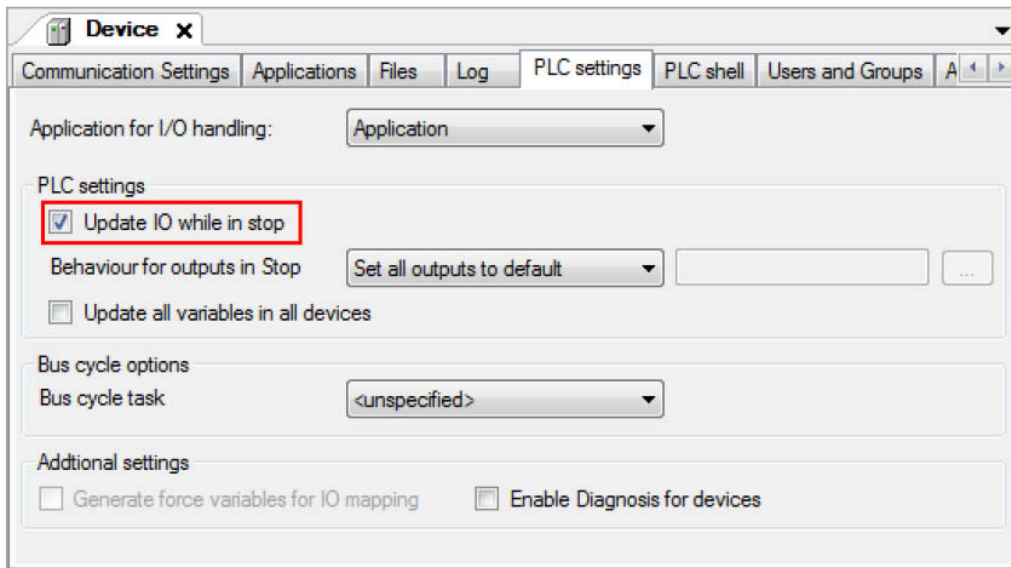 Device
Communication Settings Applications Files Log PLC settings PLC shell Users and Groups A
Application for I/O handling: Application
PLC settings
Update IO while in stop
Behaviour for outputs in Stop Set all outputs to default ...
Update all variables in all devices
Bus cycle options
Bus cycle task <unspecified>
Addtional settings
Generate force variables for IO mapping Enable Diagnosis for devices